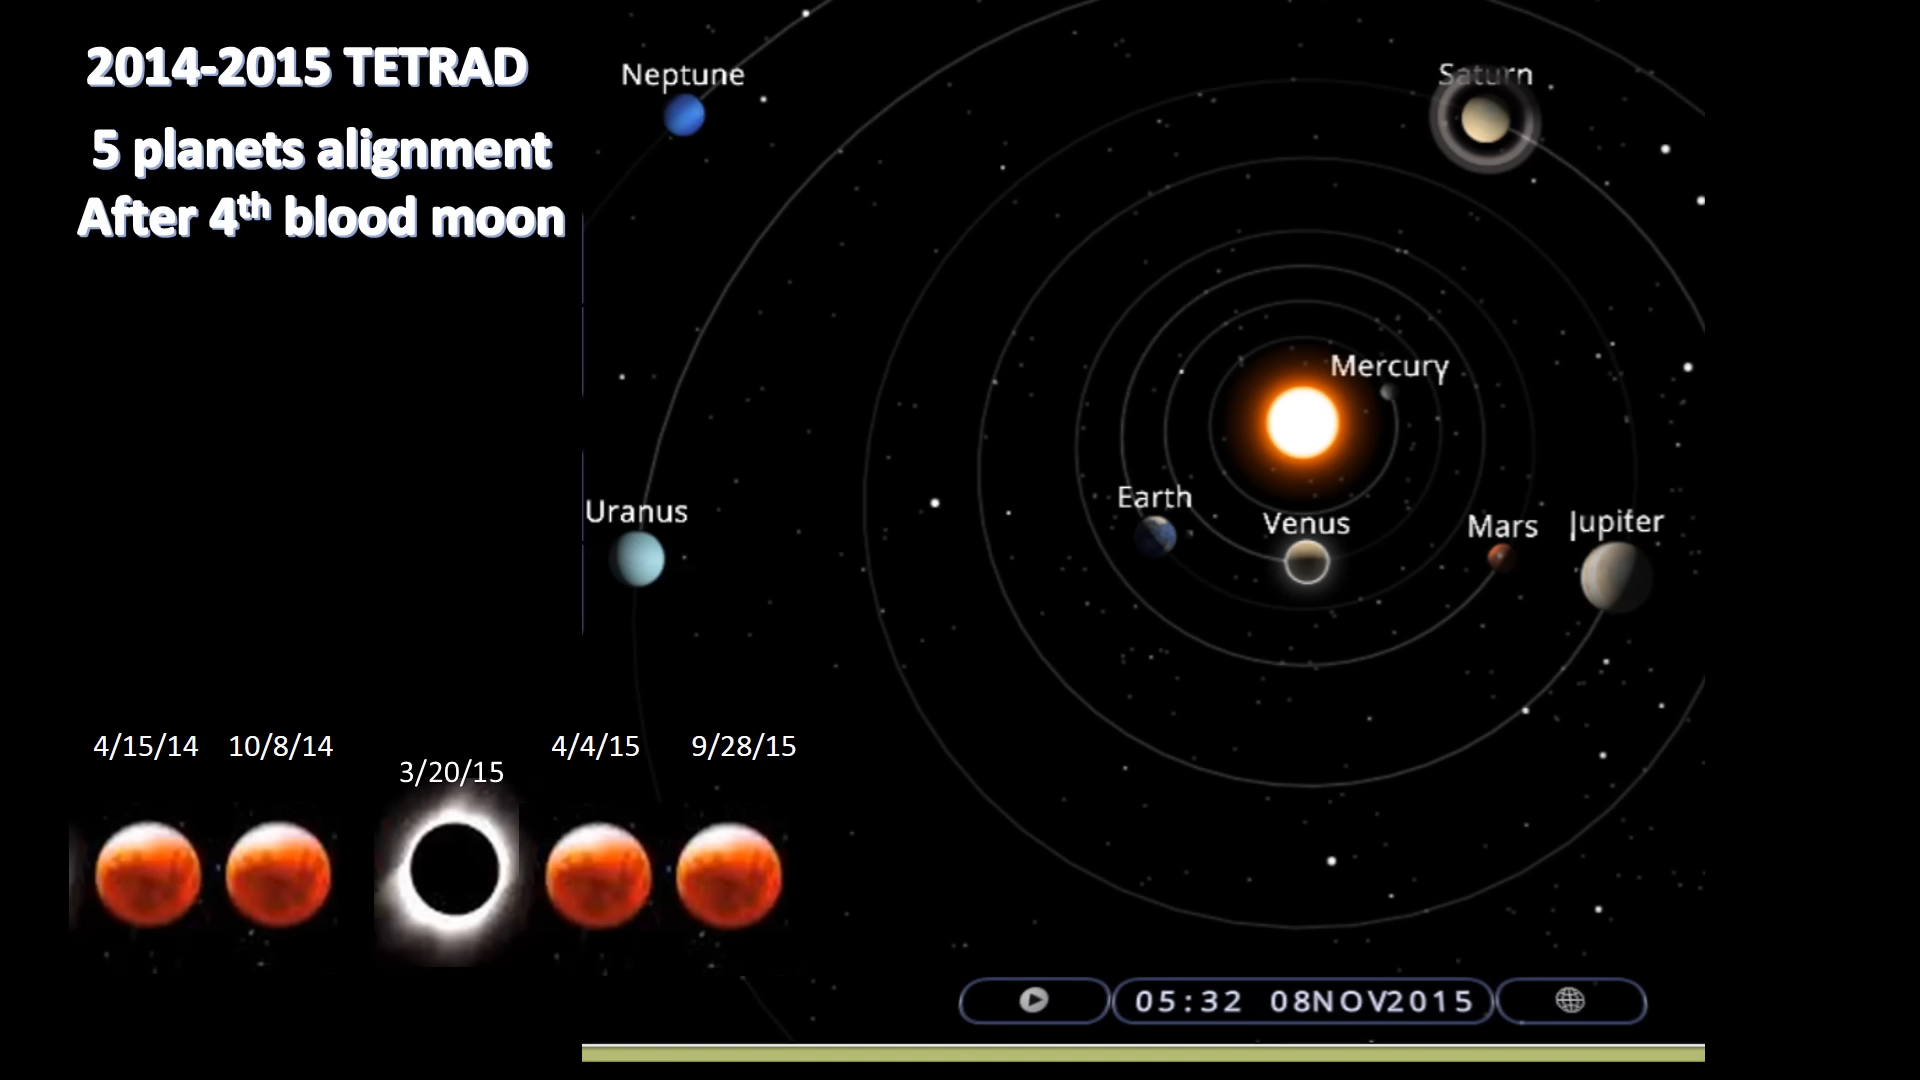 2014-2015 TETRAD
5 planets alignment
After 4th blood moon
Neptune
Saturn
Mercury
Uranus
Earth
Venus
Mars
Jupiter
4/15/14
10/8/14
3/20/15
4/4/15
9/28/15
05:32 08NOV2015